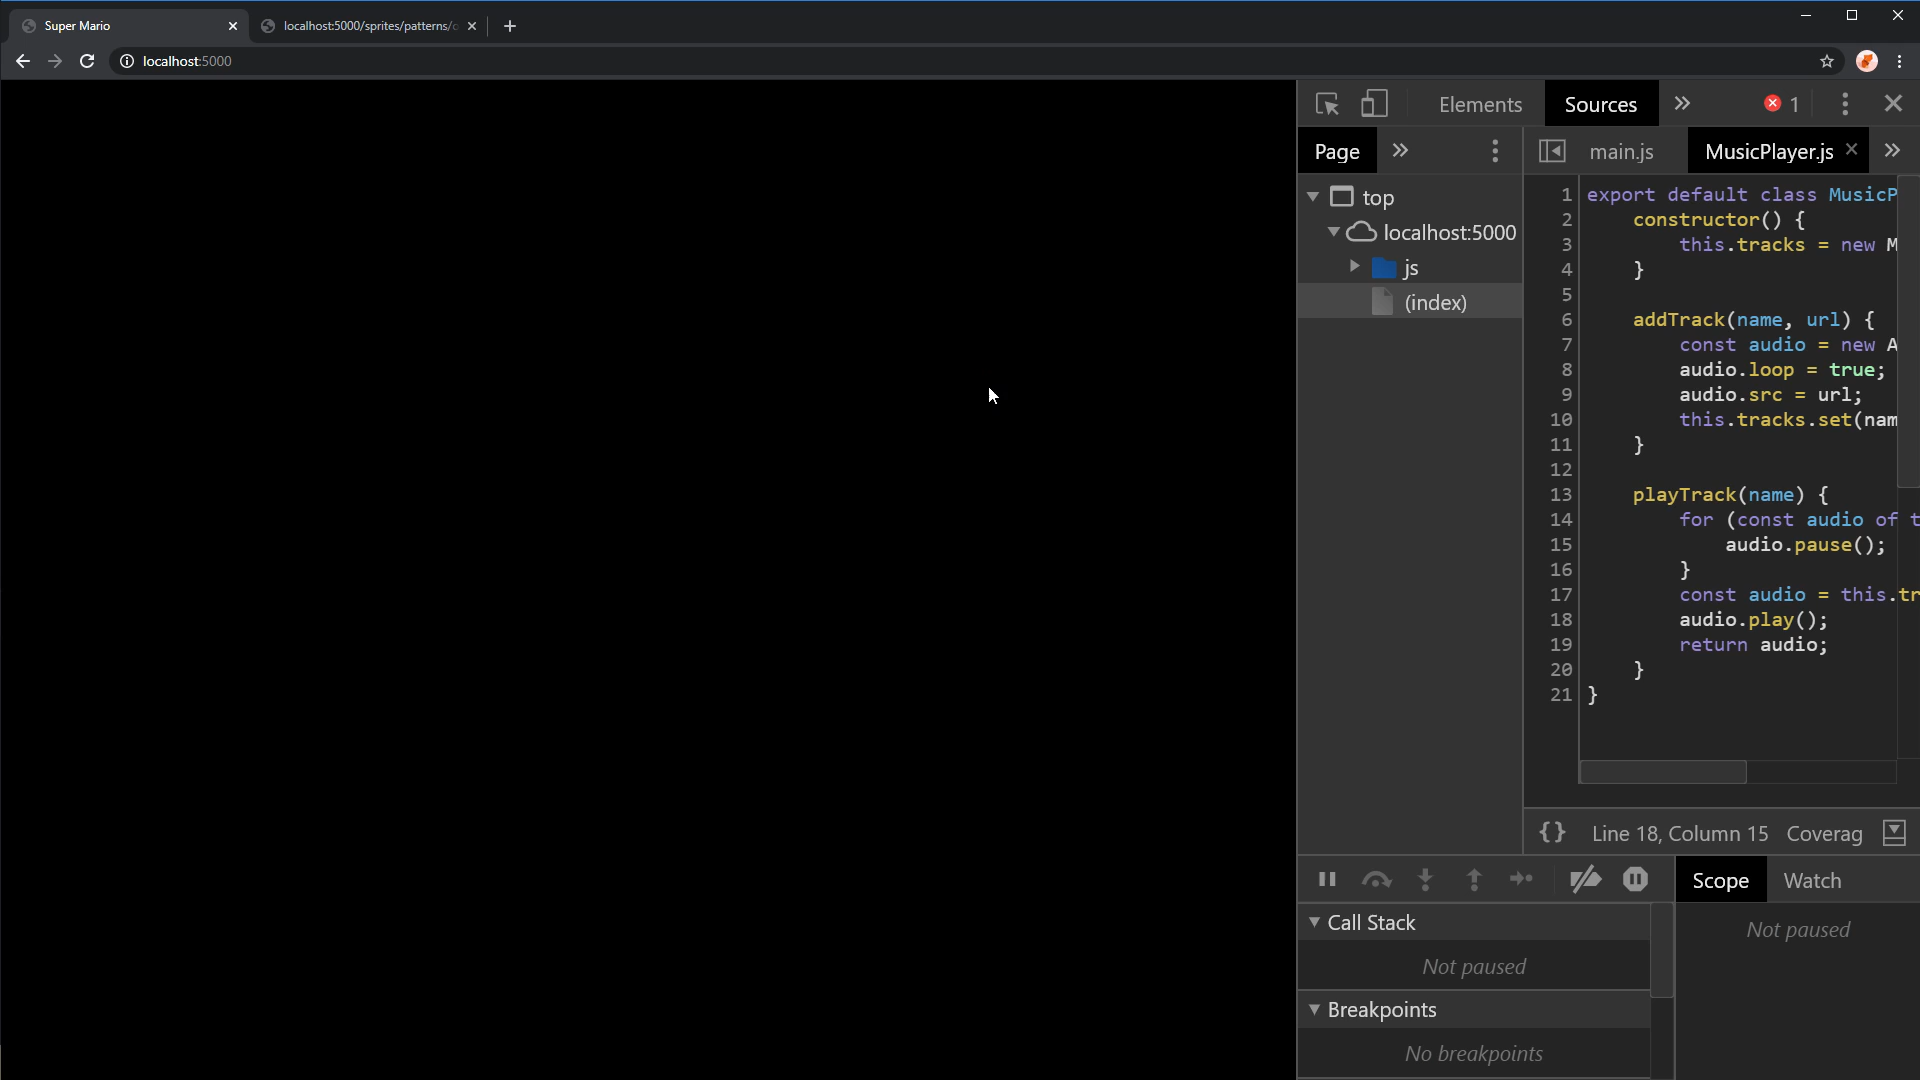 Super Mario
localhost:5000/sprites/patterns/
localhost:5000
Elements
Sources
1
Page
main.js
MusicPlayer.js
top
localhost:5000
js
(index)
1 export default class MusicP
2 constructor() {
3 this.tracks = new M
4 }
5
6 addTrack(name, url) {
7 const audio = new A
8 audio.loop = true;
9 audio.src = url;
10 this.tracks.set(nam
11 }
12
13 playTrack(name) {
14 for (const audio of t
15 audio.pause();
16 }
17 const audio = this.tr
18 audio.play();
19 return audio;
20 }
21 }
{} Line 18, Column 15 Coverag
Scope
Watch
Call Stack
Not paused
Not paused
Breakpoints
No breakpoints